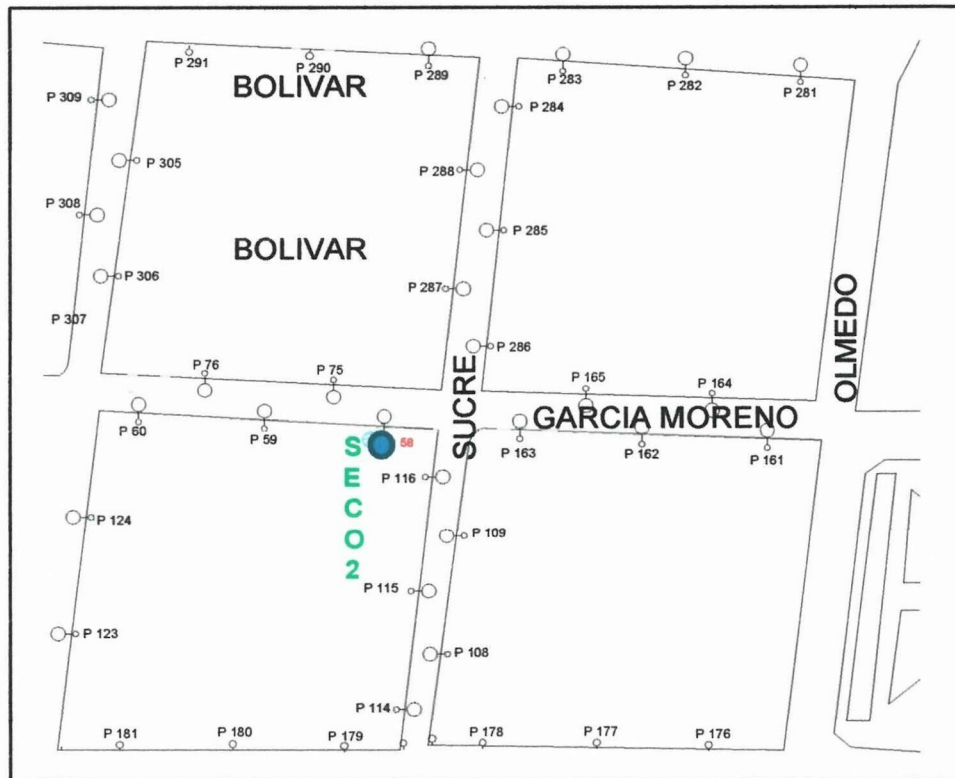 P 291
P 290
P 289
P 283
P 282
P 281
BOLIVAR
P 309
P 284
P 305
P 288
P 308
P 285
BOLIVAR
P 306
P 287
P 307
P 286
OLMEDO
P 76
P 75
P 165
P 164
SUCRE
GARCIA MORENO
P 60
P 59
58
P 163
P 162
P 161
SECO2
P 116
P 124
P 109
P 115
P 123
P 108
P 114
P 181
P 180
P 179
P 178
P 177
P 176